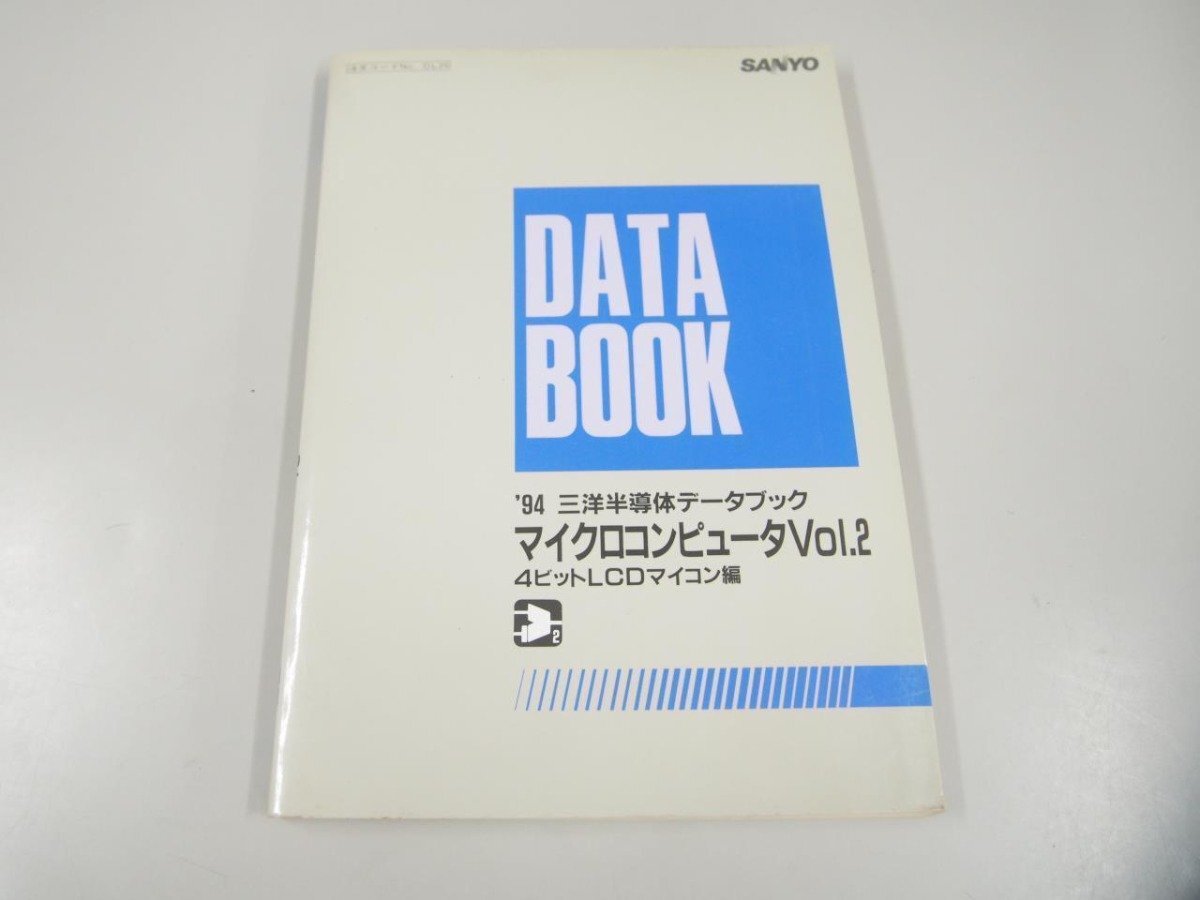 SANYO
DATA
BOOK
'94 三洋半導体データブック
マイクロコンピュータVol.2
4ビットLCDマイコン編
2